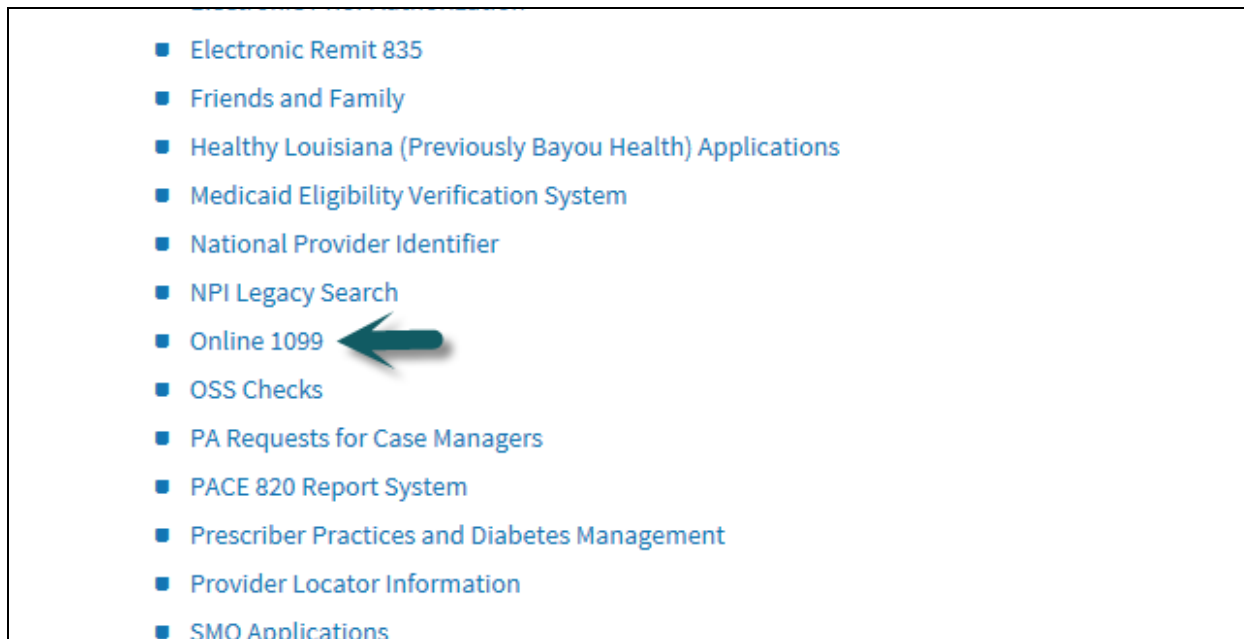 Electronic Remit 835
Friends and Family
Healthy Louisiana (Previously Bayou Health) Applications
Medicaid Eligibility Verification System
National Provider Identifier
NPI Legacy Search
Online 1099
OSS Checks
PA Requests for Case Managers
PACE 820 Report System
Prescriber Practices and Diabetes Management
Provider Locator Information
SMO Applications